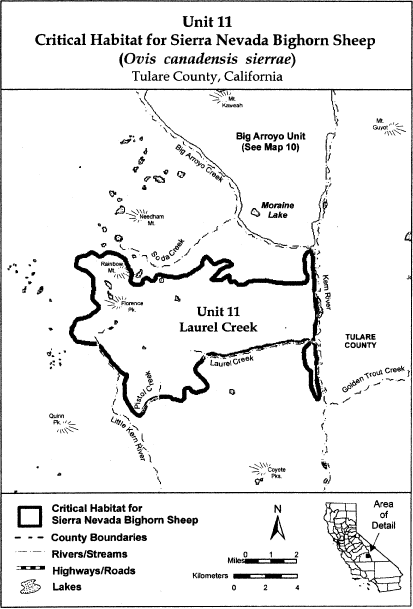 Unit 11
Critical Habitat for Sierra Nevada Bighorn Sheep
(Ovis canadensis sierrae)
Tulare County, California
Mt.
Kaweah
Mt.
Guyot
Big Arroyo Unit
(See Map 10)
Big Arroyo Creek
Moraine
Lake
Needham
Mt.
Soda Creek
Rainbow
Mt.
Florence
Pk.
Kern River
Unit 11
Laurel Creek
TULARE
COUNTY
Laurel Creek
Pistol Creek
Golden Trout Creek
Quinn
Pk.
Little Kern River
Coyote
Pks.
Critical Habitat for
Sierra Nevada Bighorn Sheep
County Boundaries
Rivers/Streams
Highways/Roads
Lakes
N
Miles
0 1 2
Kilometers
0 2 4
Area
of
Detail